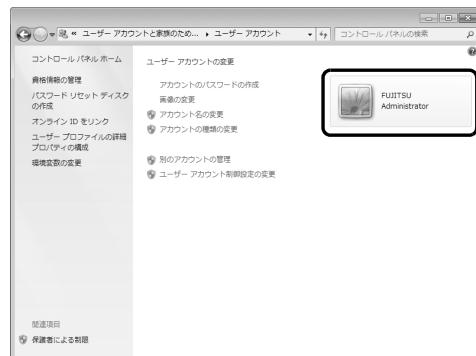 « ユーザー アカウントと家族のため... ▸ ユーザー アカウント
コントロール パネルの検索
コントロール パネル ホーム
資格情報の管理
パスワード リセット ディスク
の作成
オンライン ID をリンク
ユーザー プロファイルの詳細
プロパティの構成
環境変数の変更
ユーザー アカウントの変更
アカウントのパスワードの作成
画像の変更
アカウント名の変更
アカウントの種類の変更
別のアカウントの管理
ユーザー アカウント制御設定の変更
FUJITSU
Administrator
関連項目
保護者による制限